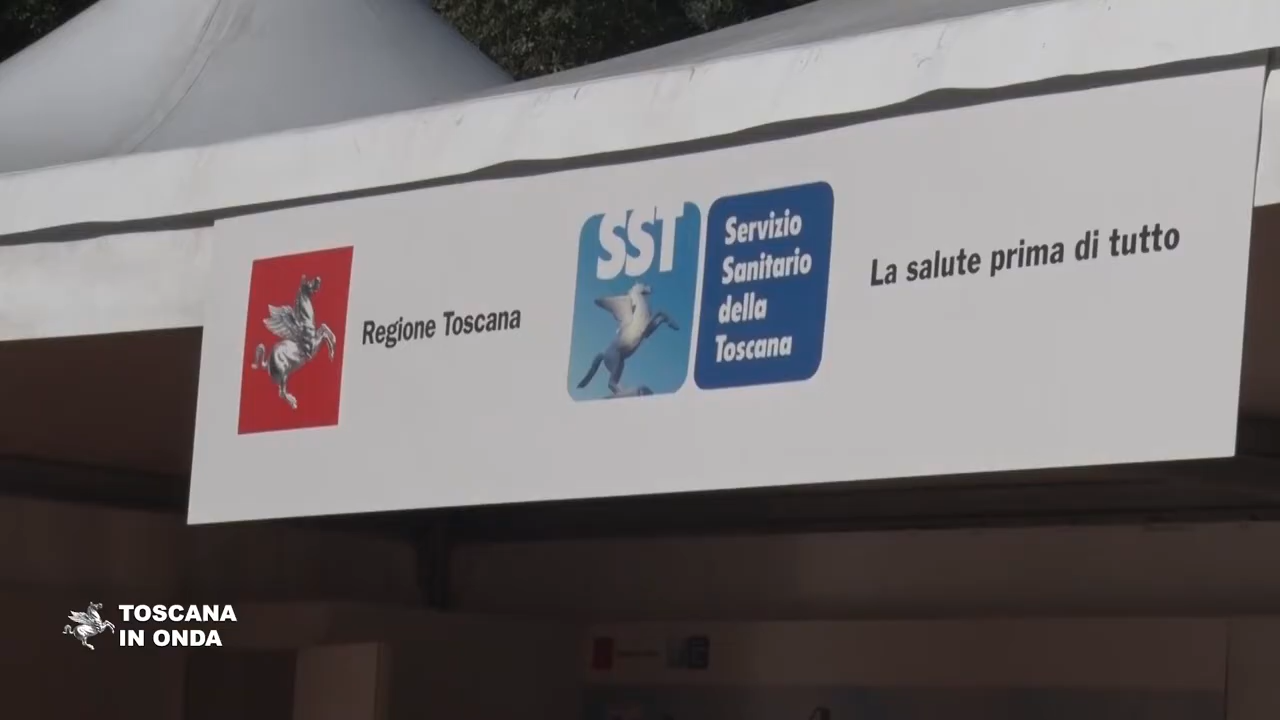 Regione Toscana
SST
Servizio
Sanitario
della
Toscana
La salute prima di tutto
TOSCANA
IN ONDA